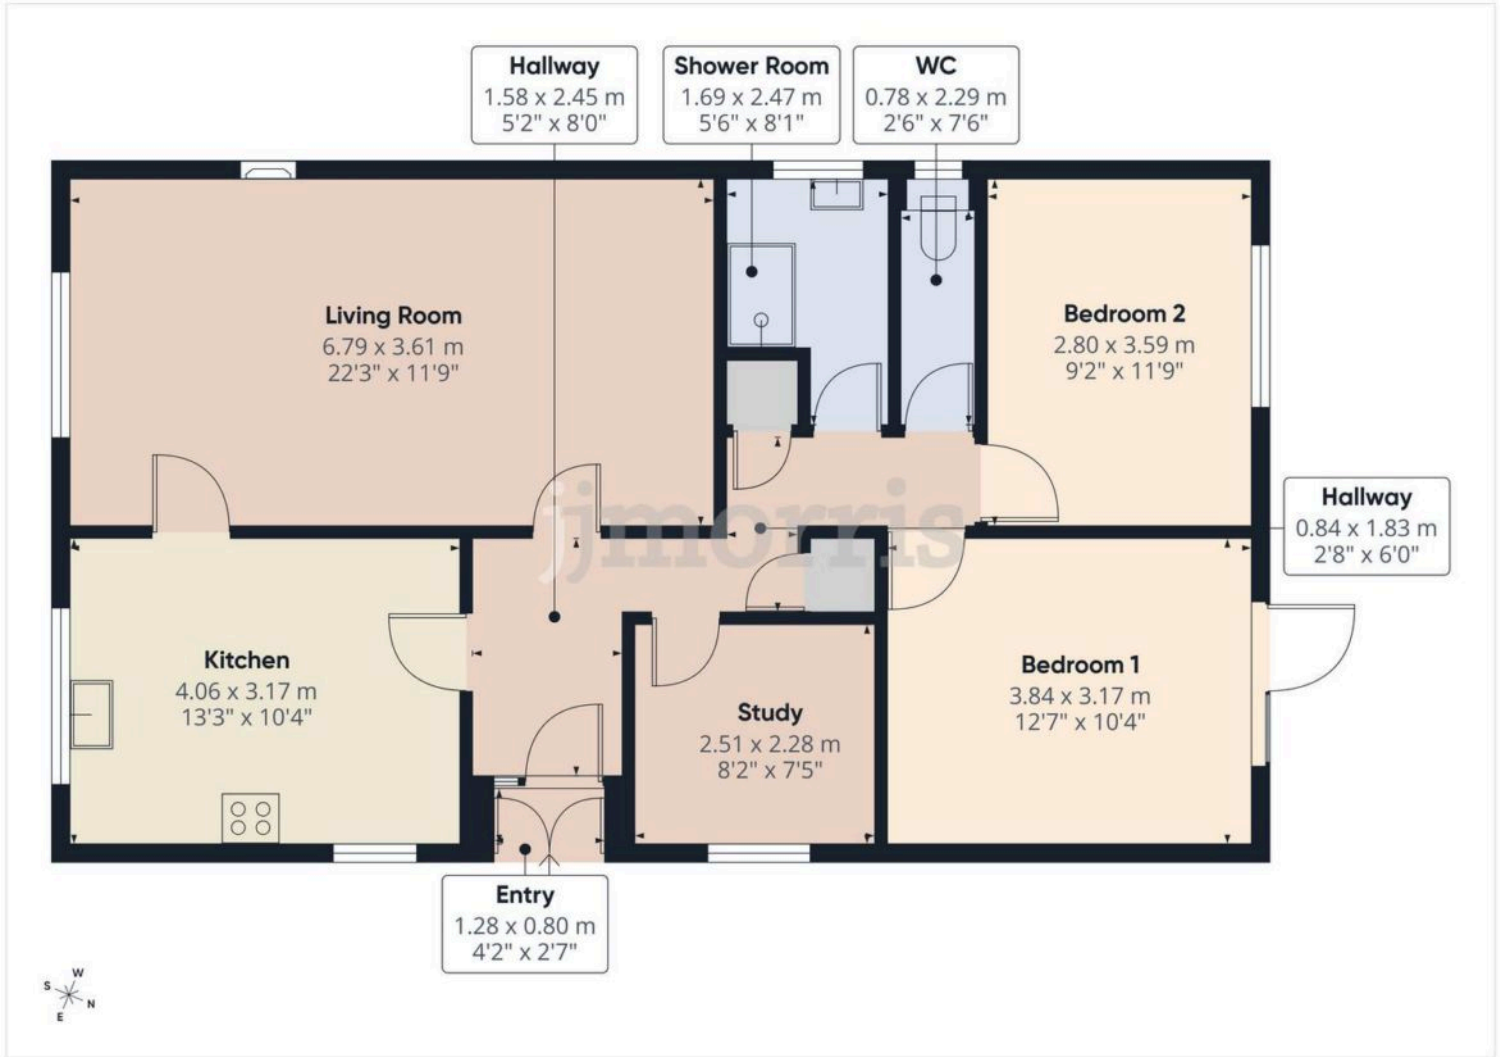 Hallway
1.58 x 2.45 m
5'2" x 8'0"
Shower Room
1.69 x 2.47 m
5'6" x 8'1"
WC
0.78 x 2.29 m
2'6" x 7'6"
Living Room
6.79 x 3.61 m
22'3" x 11'9"
Bedroom 2
2.80 x 3.59 m
9'2" x 11'9"
jjmorris
Hallway
0.84 x 1.83 m
2'8" x 6'0"
Kitchen
4.06 x 3.17 m
13'3" x 10'4"
Study
2.51 x 2.28 m
8'2" x 7'5"
Bedroom 1
3.84 x 3.17 m
12'7" x 10'4"
Entry
1.28 x 0.80 m
4'2" x 2'7"
W
S
N
E